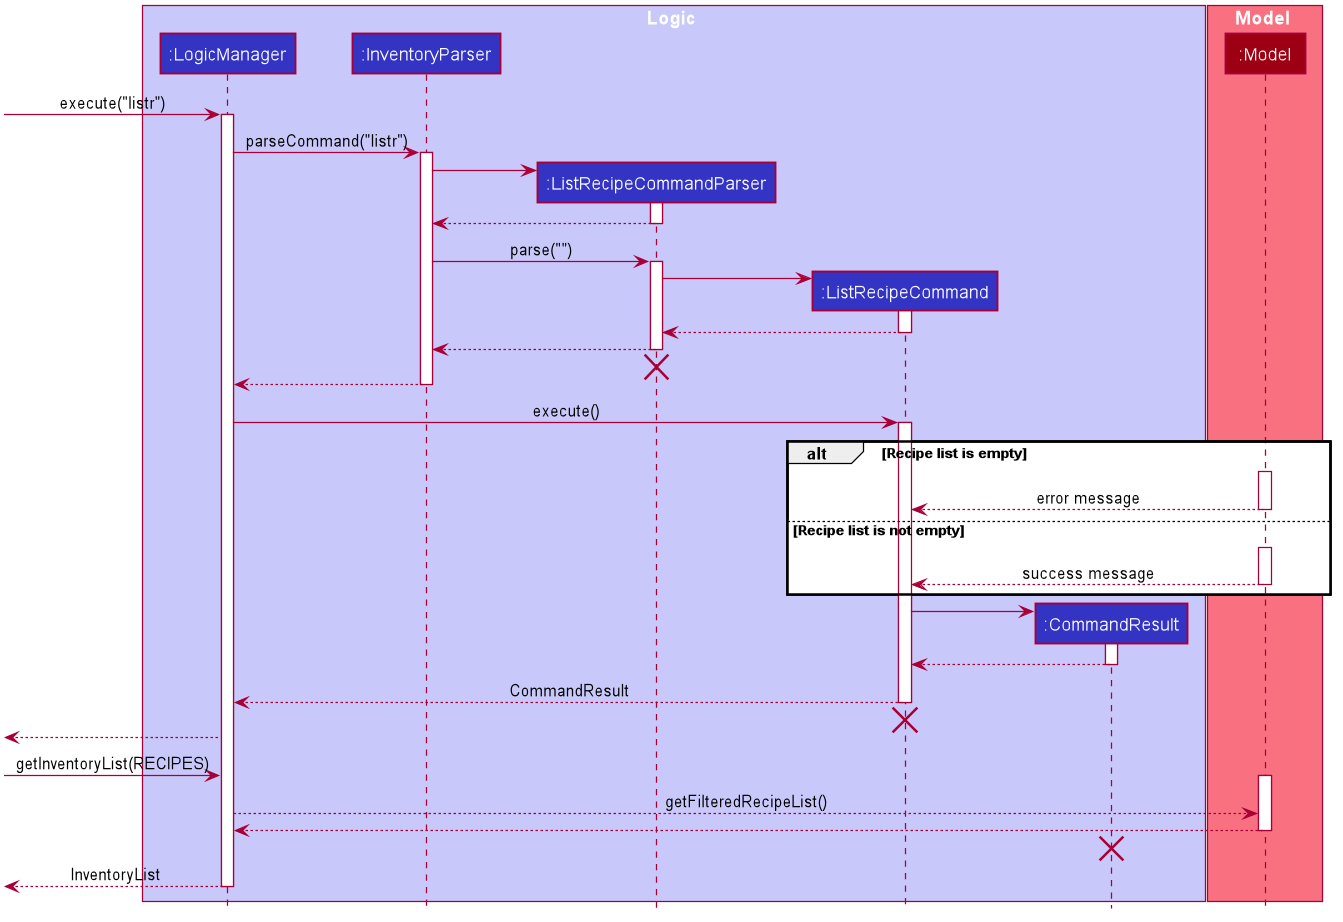 Logic
Model
:LogicManager
:InventoryParser
:Model
execute("listr")
parseCommand("listr")
:ListRecipeCommandParser
parse("")
:ListRecipeCommand
execute()
alt
[Recipe list is empty]
error message
[Recipe list is not empty]
success message
:CommandResult
CommandResult
getInventoryList(RECIPES)
getFilteredRecipeList()
InventoryList